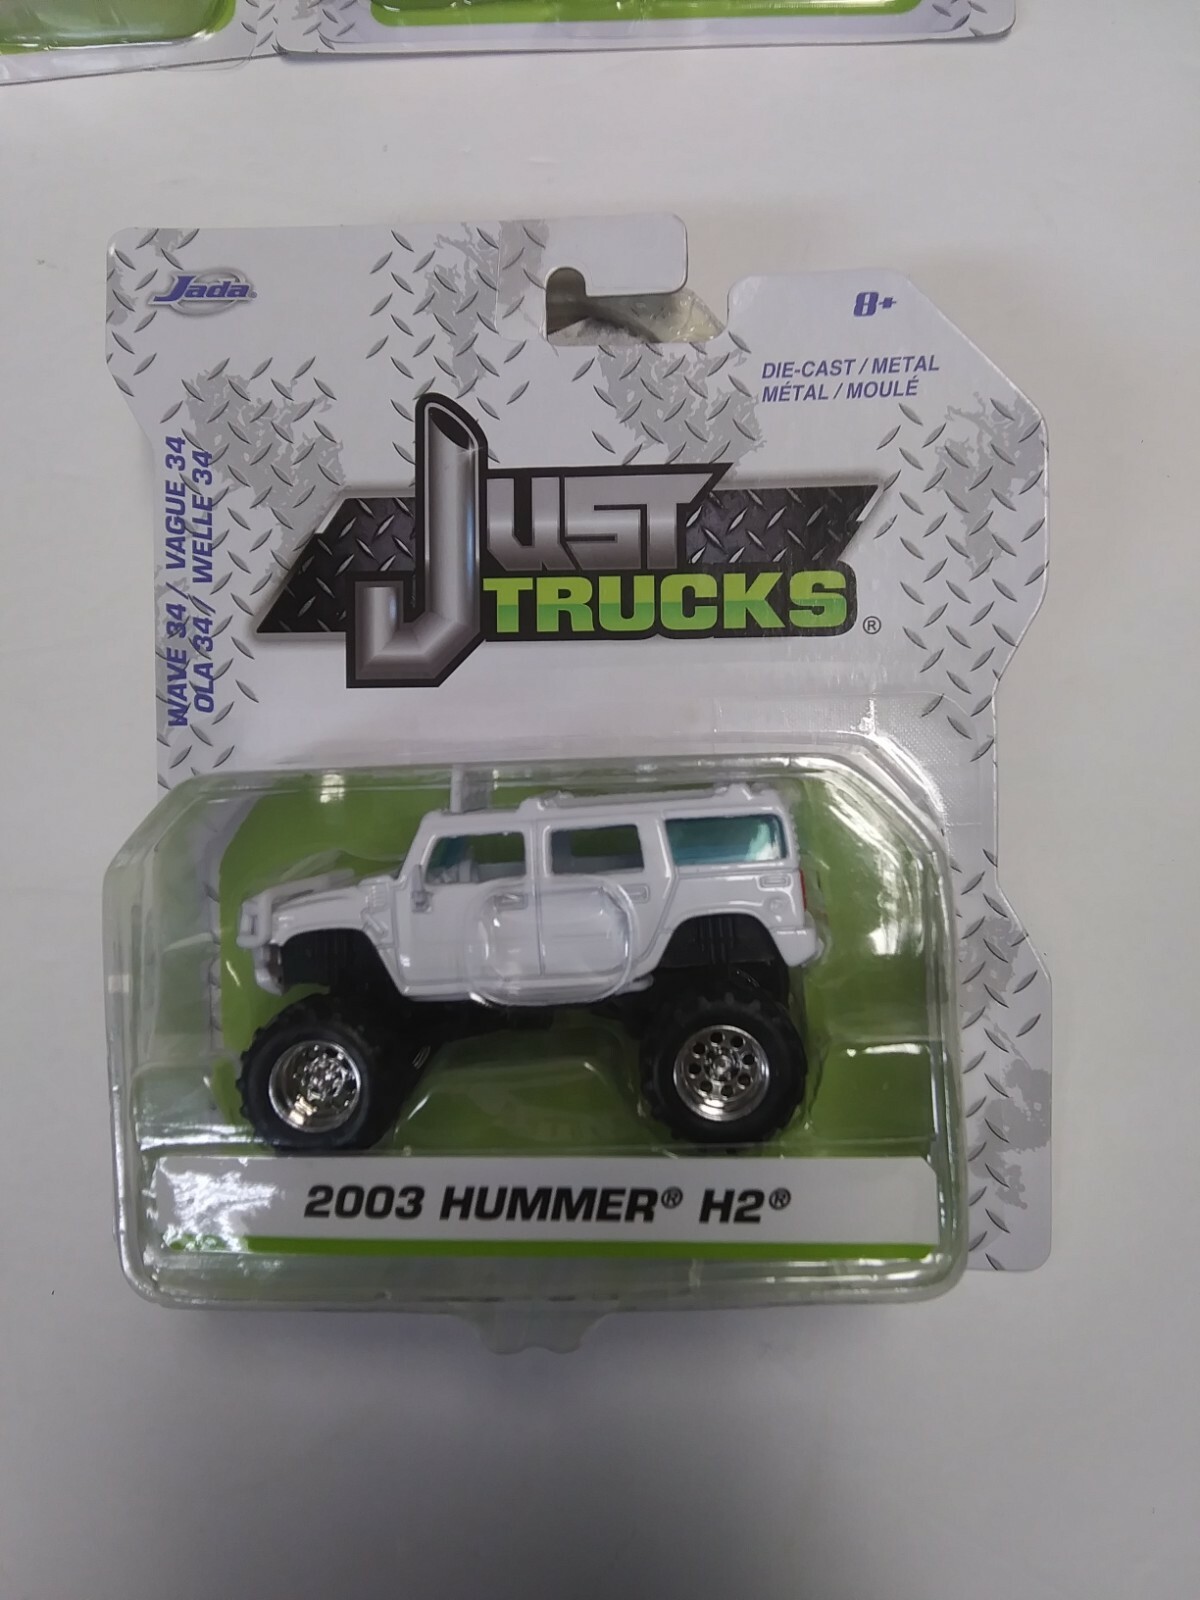 Jada
8+
DIE-CAST / METAL
MÉTAL / MOULÉ
WAVE 34 / VAGUE 34
OLA 34 / WELLE 34
JUST
TRUCKS®
2003 HUMMER® H2®